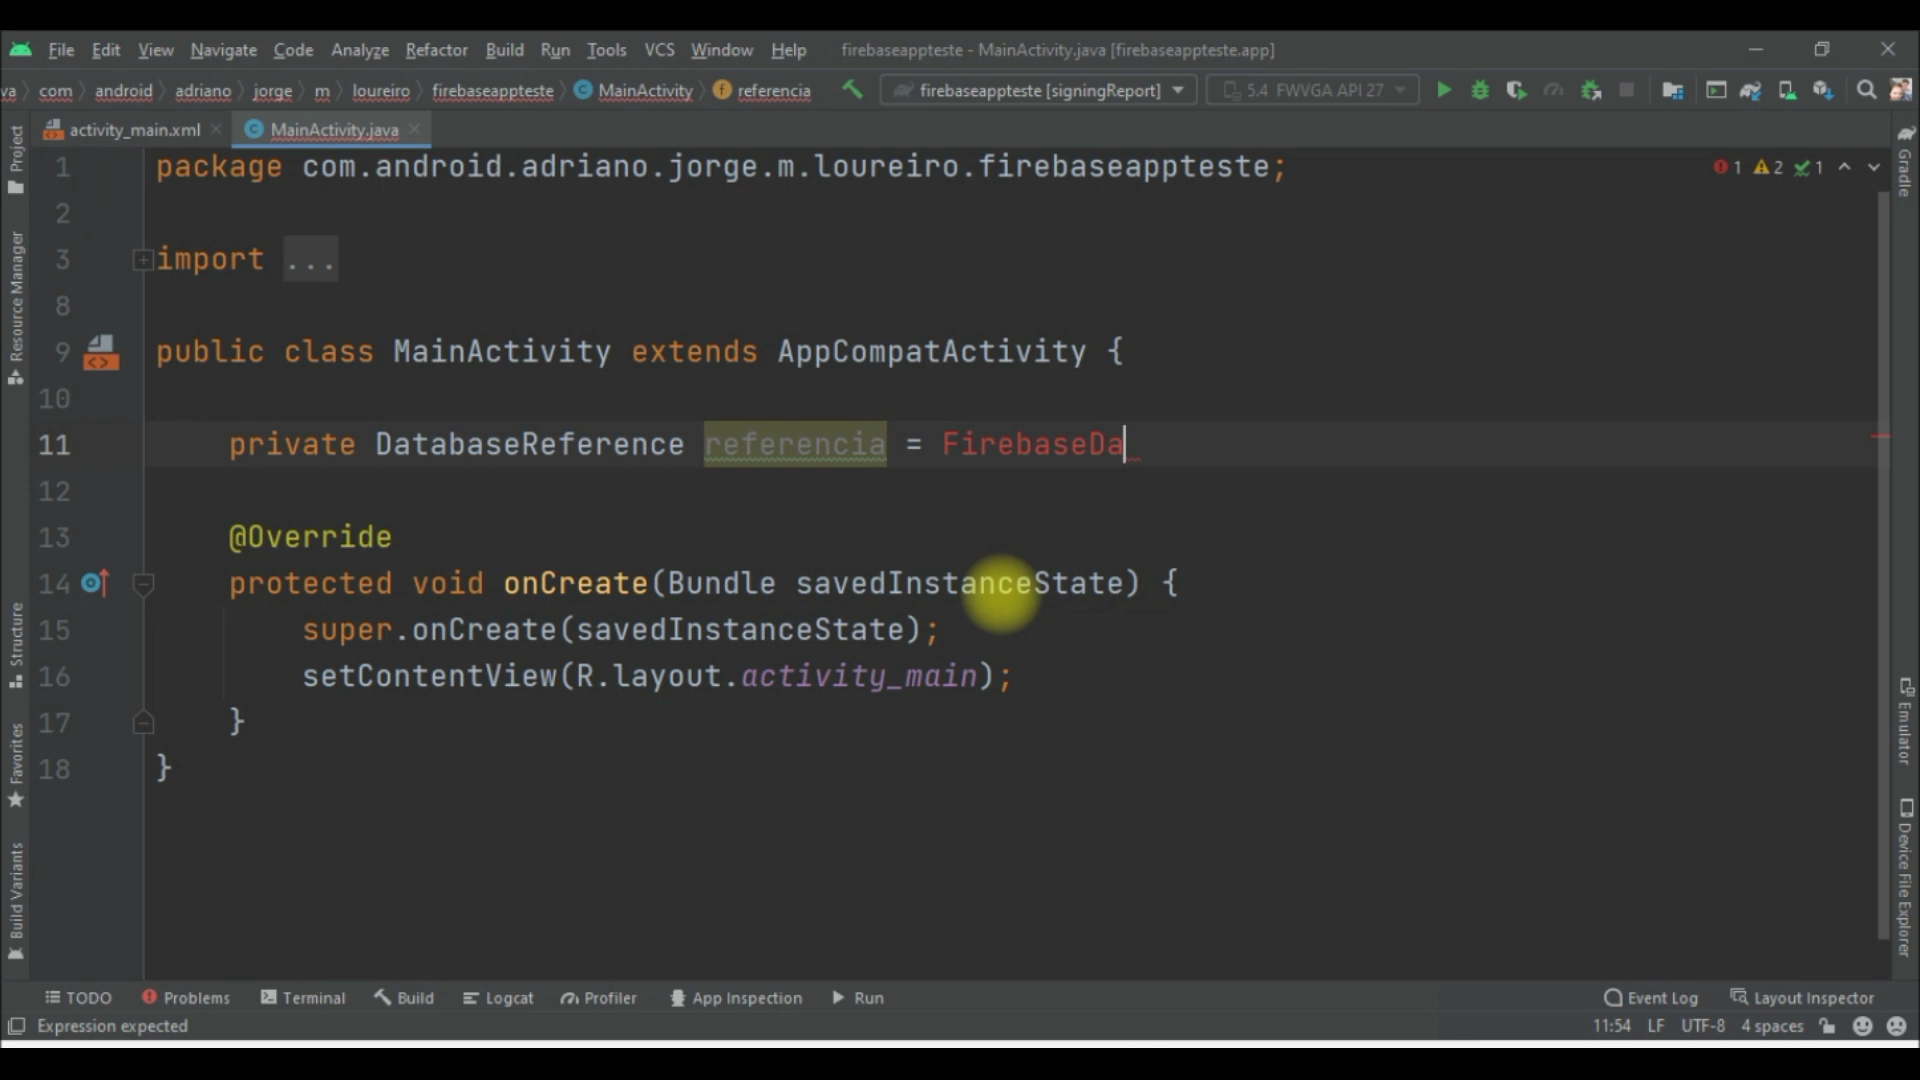 File Edit View Navigate Code Analyze Refactor Build Run Tools VCS Window Help firebaseappteste - MainActivity.java [firebaseappteste.app]
va com android adriano jorge m loureiro firebaseappteste MainActivity referencia firebaseappteste [signingReport] 5.4 FWVGA API 27
activity_main.xml MainActivity.java
1 package com.android.adriano.jorge.m.loureiro.firebaseappteste; 1 2 1
2
3 import ...
8
9 public class MainActivity extends AppCompatActivity {
10
11 private DatabaseReference referencia = FirebaseDa
12
13 @Override
14 protected void onCreate(Bundle savedInstanceState) {
15 super.onCreate(savedInstanceState);
16 setContentView(R.layout.activity_main);
17 }
18 }
Project
Resource Manager
Structure
Favorites
Build Variants
Gradle
Emulator
Device File Explorer
TODO Problems Terminal Build Logcat Profiler App Inspection Run Event Log Layout Inspector
Expression expected 11:54 LF UTF-8 4 spaces